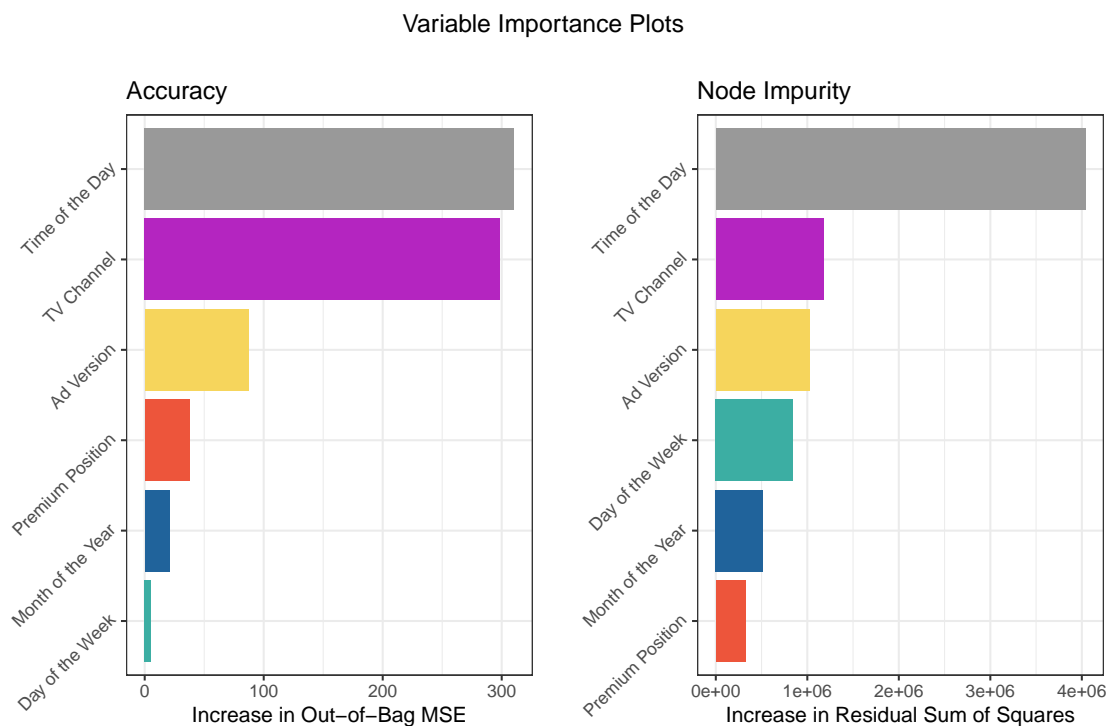 Variable Importance Plots
Accuracy
Time of the Day
TV Channel
Ad Version
Premium Position
Month of the Year
Day of the Week
0 100 200 300
Increase in Out−of−Bag MSE
Node Impurity
Time of the Day
TV Channel
Ad Version
Day of the Week
Month of the Year
Premium Position
0e+00 1e+06 2e+06 3e+06 4e+06
Increase in Residual Sum of Squares